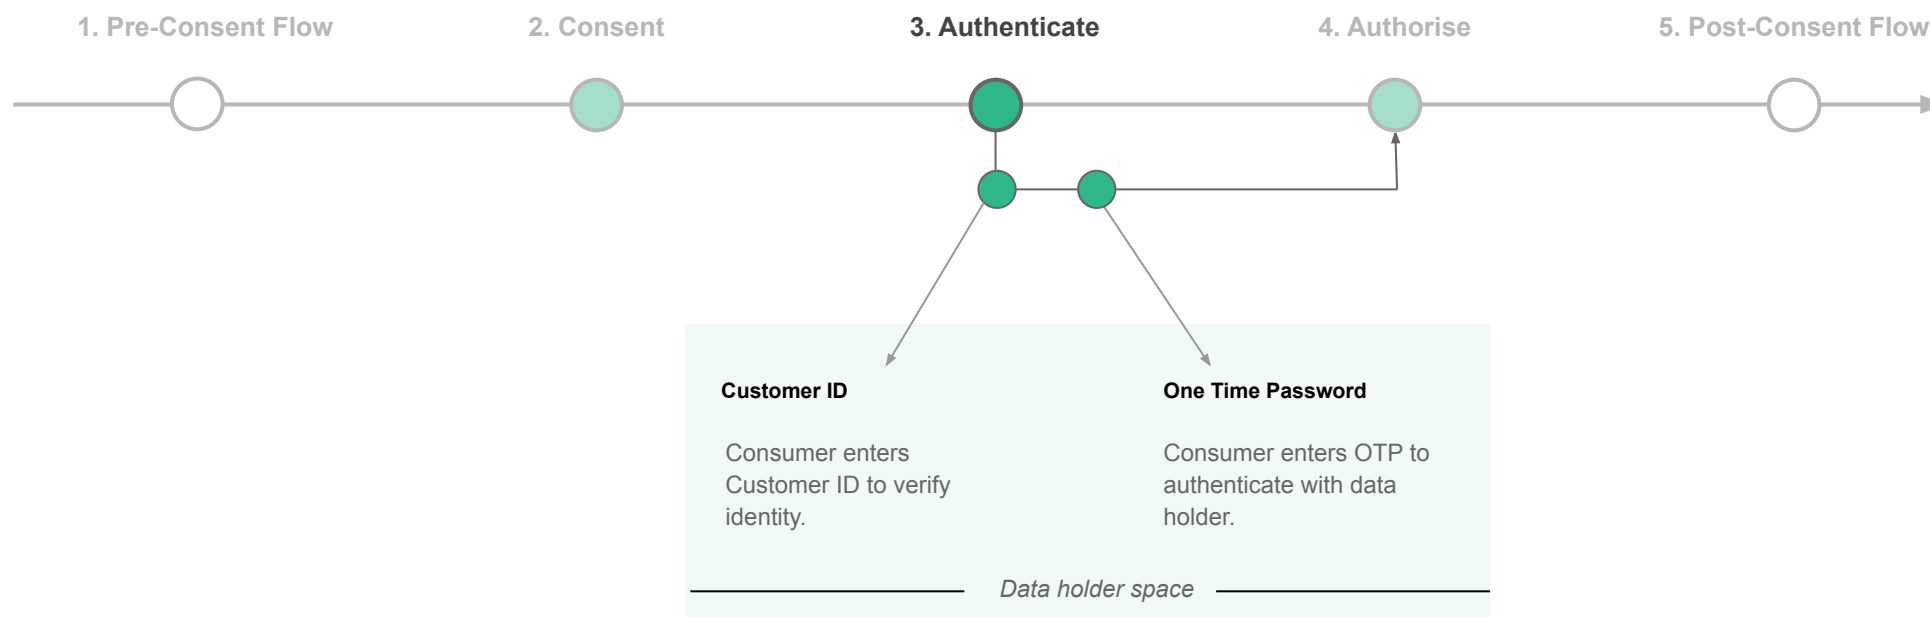 1. Pre-Consent Flow
2. Consent
3. Authenticate
4. Authorise
5. Post-Consent Flow
Customer ID
Consumer enters
Customer ID to verify
identity.
One Time Password
Consumer enters OTP to
authenticate with data
holder.
Data holder space